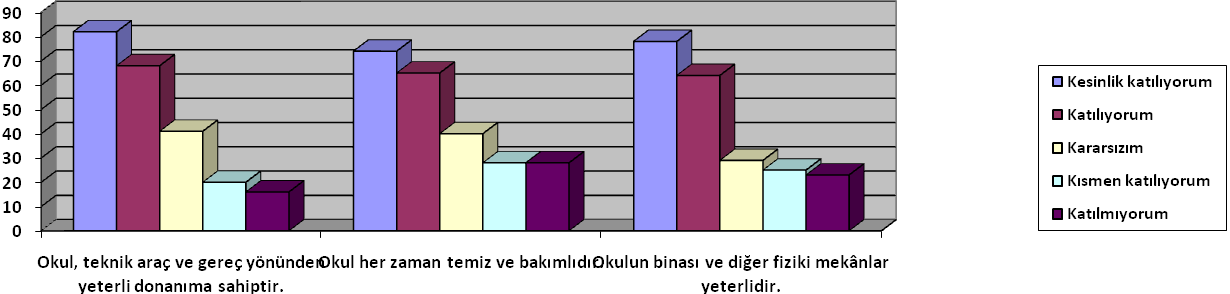 90
80
70
60
50
40
30
20
10
0
Okul, teknik araç ve gereç yönünden
yeterli donanıma sahiptir.
Okul her zaman temiz ve bakımlıdır.
Okulun binası ve diğer fiziki mekânlar
yeterlidir.
Kesinlik katılıyorum
Katılıyorum
Kararsızım
Kısmen katılıyorum
Katılmıyorum